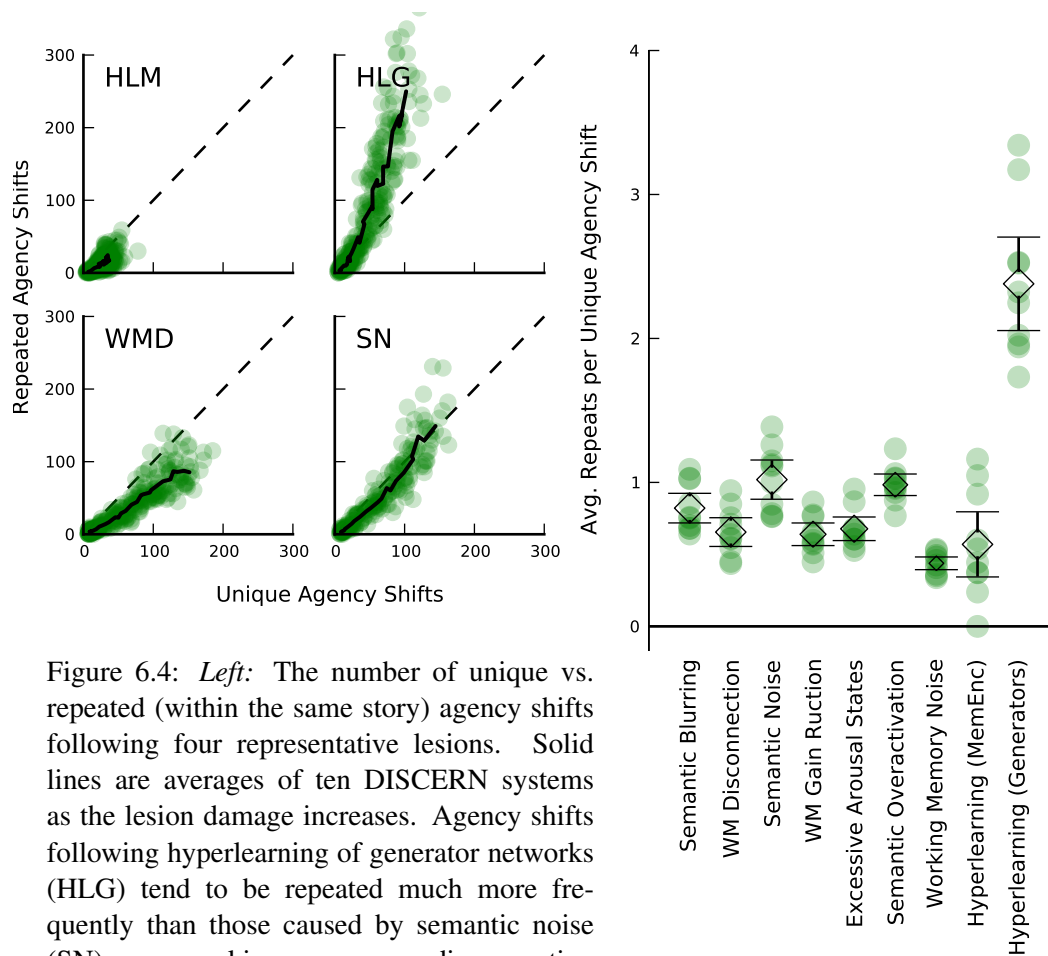 HLM
HLG
WMD
SN
300
200
100
0
300
200
100
0
0
100
200
300
0
100
200
300
Repeated Agency Shifts
Unique Agency Shifts
4
3
2
1
0
Avg. Repeats per Unique Agency Shift
Semantic Blurring
WM Disconnection
Semantic Noise
WM Gain Ruction
Excessive Arousal States
Semantic Overactivation
Working Memory Noise
Hyperlearning (MemEnc)
Hyperlearning (Generators)
Figure 6.4: Left: The number of unique vs.
repeated (within the same story) agency shifts
following four representative lesions. Solid
lines are averages of ten DISCERN systems
as the lesion damage increases. Agency shifts
following hyperlearning of generator networks
(HLG) tend to be repeated much more fre-
quently than those caused by semantic noise